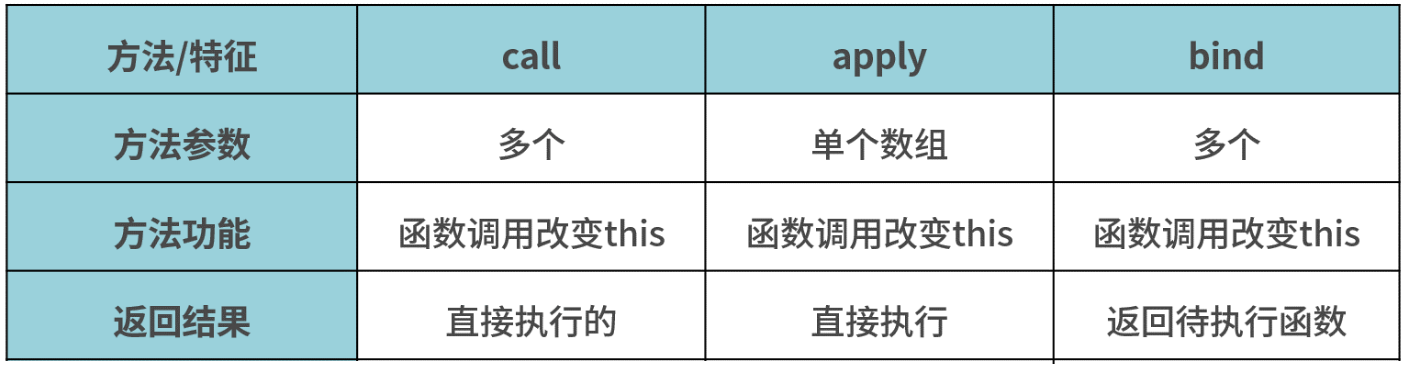 方法/特征 call apply bind
方法参数 多个 单个数组 多个
方法功能 函数调用改变this 函数调用改变this 函数调用改变this
返回结果 直接执行的 直接执行 返回待执行函数